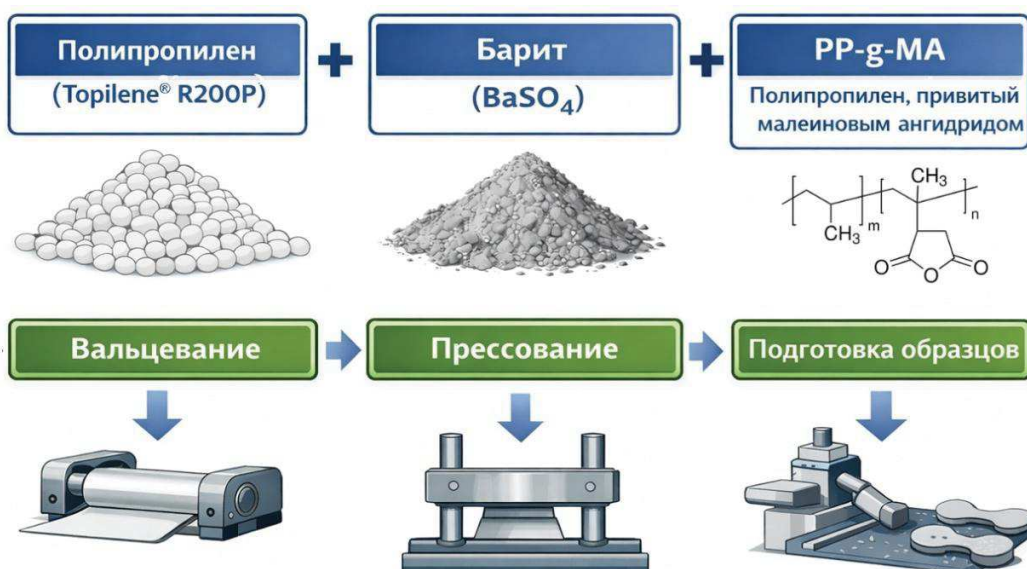 Полипропилен
(Topilene® R200P)
+
Барит
(BaSO₄)
+
PP-g-MA
Полипропилен, привитый
малеиновым ангидридом
CH₃
m
CH₃
n
O
O
O
Вальцевание
Прессование
Подготовка образцов